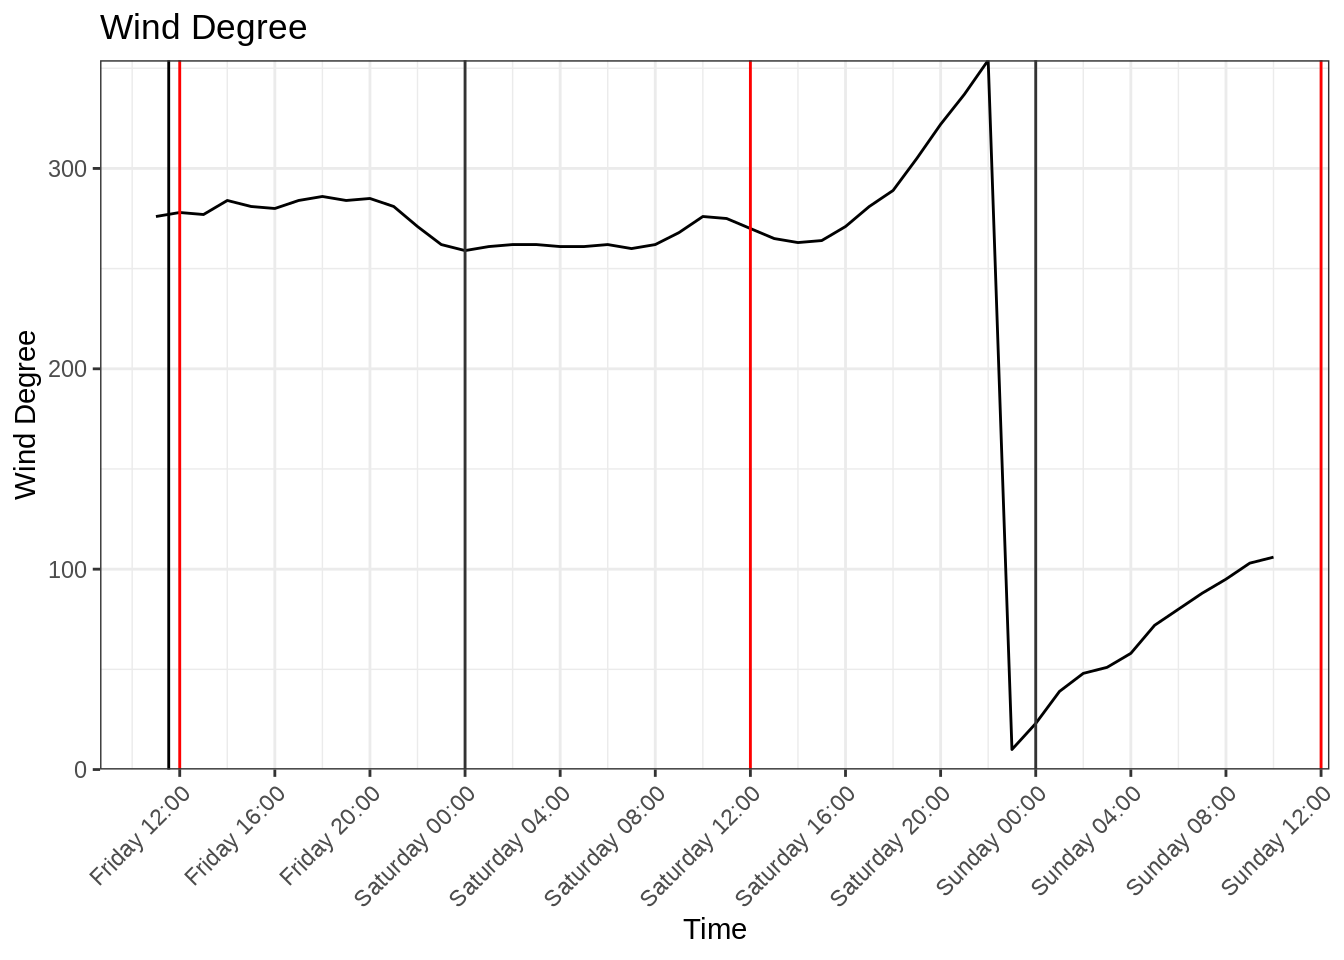 Wind Degree
Wind Degree
300
200
100
0
Friday 12:00
Friday 16:00
Friday 20:00
Saturday 00:00
Saturday 04:00
Saturday 08:00
Saturday 12:00
Saturday 16:00
Saturday 20:00
Sunday 00:00
Sunday 04:00
Sunday 08:00
Sunday 12:00
Time